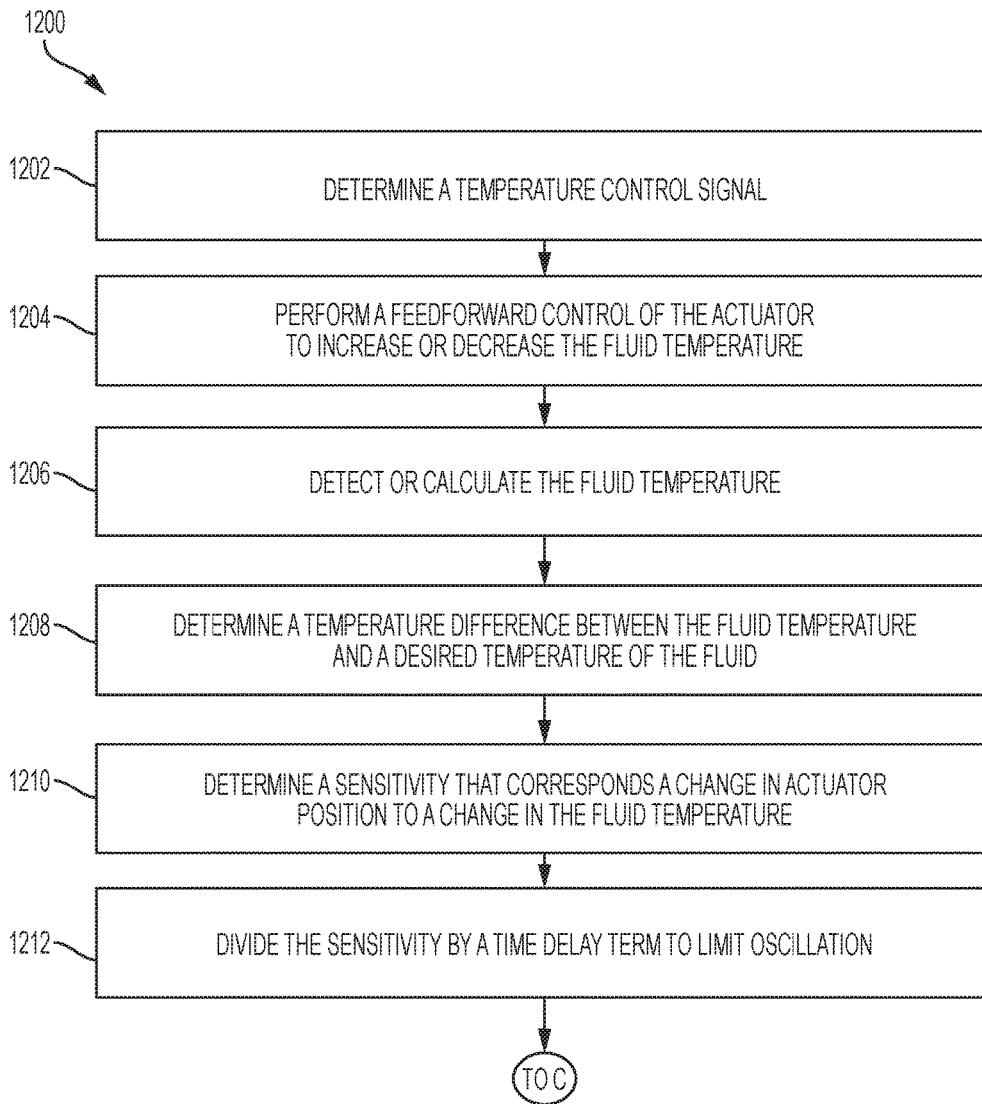 1200
1202
DETERMINE A TEMPERATURE CONTROL SIGNAL
1204
PERFORM A FEEDFORWARD CONTROL OF THE ACTUATOR
TO INCREASE OR DECREASE THE FLUID TEMPERATURE
1206
DETECT OR CALCULATE THE FLUID TEMPERATURE
1208
DETERMINE A TEMPERATURE DIFFERENCE BETWEEN THE FLUID TEMPERATURE
AND A DESIRED TEMPERATURE OF THE FLUID
1210
DETERMINE A SENSITIVITY THAT CORRESPONDS A CHANGE IN ACTUATOR
POSITION TO A CHANGE IN THE FLUID TEMPERATURE
1212
DIVIDE THE SENSITIVITY BY A TIME DELAY TERM TO LIMIT OSCILLATION
TO C